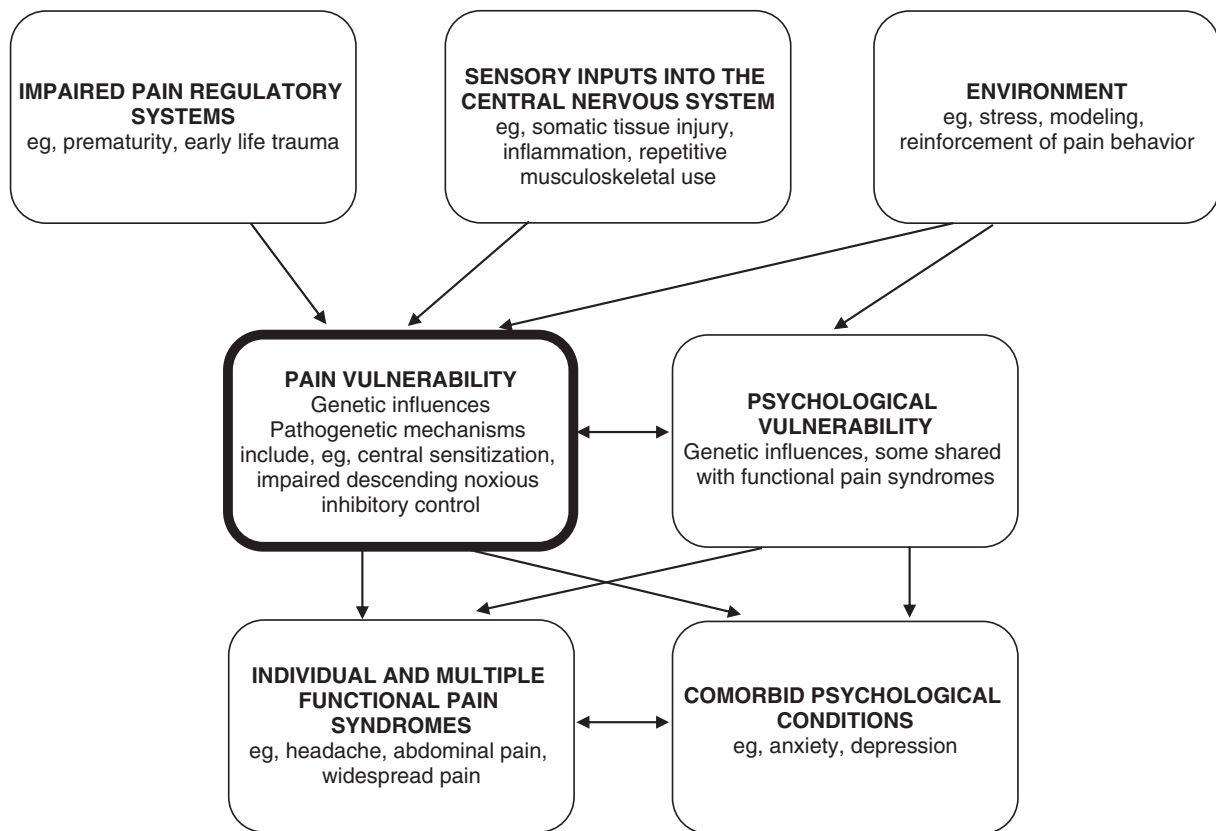 IMPAIRED PAIN REGULATORY
SYSTEMS
eg, prematurity, early life trauma
SENSORY INPUTS INTO THE
CENTRAL NERVOUS SYSTEM
eg, somatic tissue injury,
inflammation, repetitive
musculoskeletal use
ENVIRONMENT
eg, stress, modeling,
reinforcement of pain behavior
PAIN VULNERABILITY
Genetic influences
Pathogenetic mechanisms
include, eg, central sensitization,
impaired descending noxious
inhibitory control
PSYCHOLOGICAL
VULNERABILITY
Genetic influences, some shared
with functional pain syndromes
INDIVIDUAL AND MULTIPLE
FUNCTIONAL PAIN
SYNDROMES
eg, headache, abdominal pain,
widespread pain
COMORBID PSYCHOLOGICAL
CONDITIONS
eg, anxiety, depression